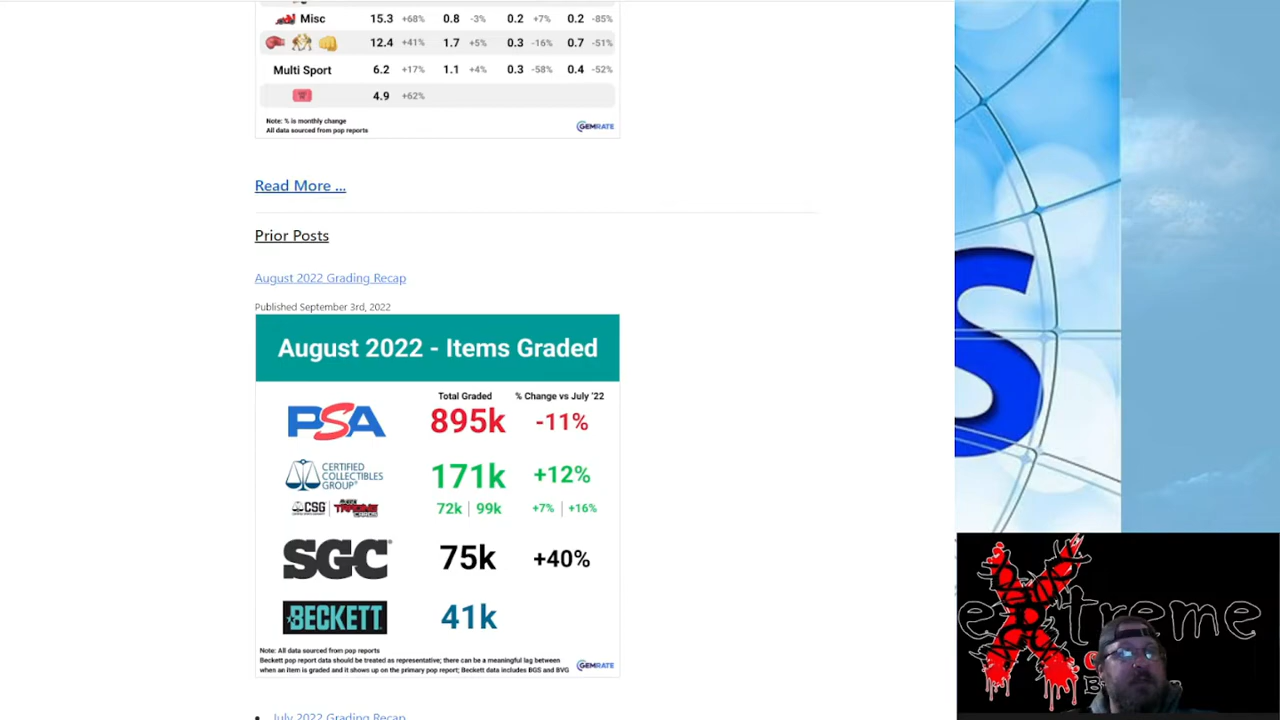 Misc 15.3 +68% 0.8 -3% 0.2 +7% 0.2 -85%
12.4 +41% 1.7 +5% 0.3 -16% 0.7 -51%
Multi Sport 6.2 +17% 1.1 +4% 0.3 -58% 0.4 -52%
4.9 +62%
Note: % is monthly change
All data sourced from pop reports
GEMRATE
Read More ...
Prior Posts
August 2022 Grading Recap
Published September 3rd, 2022
August 2022 - Items Graded
Total Graded % Change vs July '22
PSA 895k -11%
CERTIFIED COLLECTIBLES GROUP 171k +12%
CSG TRADING CARDS 72k | 99k +7% | +16%
SGC 75k +40%
BECKETT 41k
Note: All data sourced from pop reports
Beckett pop report data should be treated as representative; there can be a meaningful lag between
when an item is graded and it shows up on the primary pop report; Beckett data includes BGS and BVG
GEMRATE
July 2022 Grading Recap
S
eXtreme